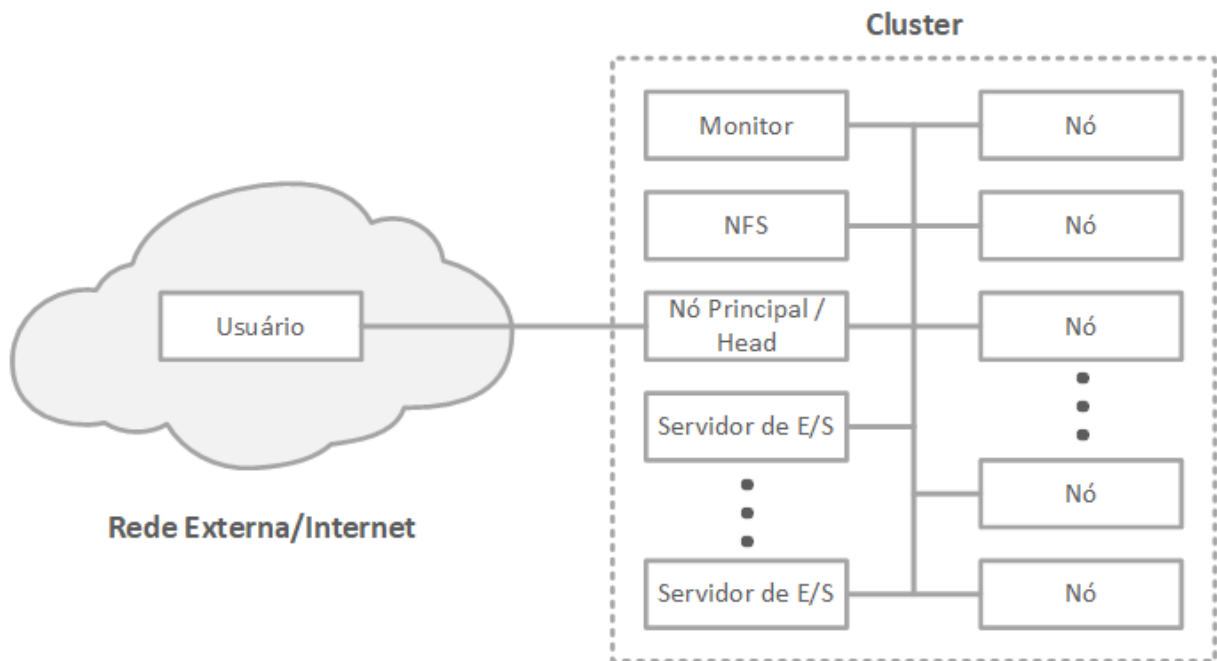 Cluster
Monitor
Nó
NFS
Nó
Usuário
Nó Principal /
Head
Nó
Servidor de E/S
Nó
Rede Externa/Internet
Servidor de E/S
Nó